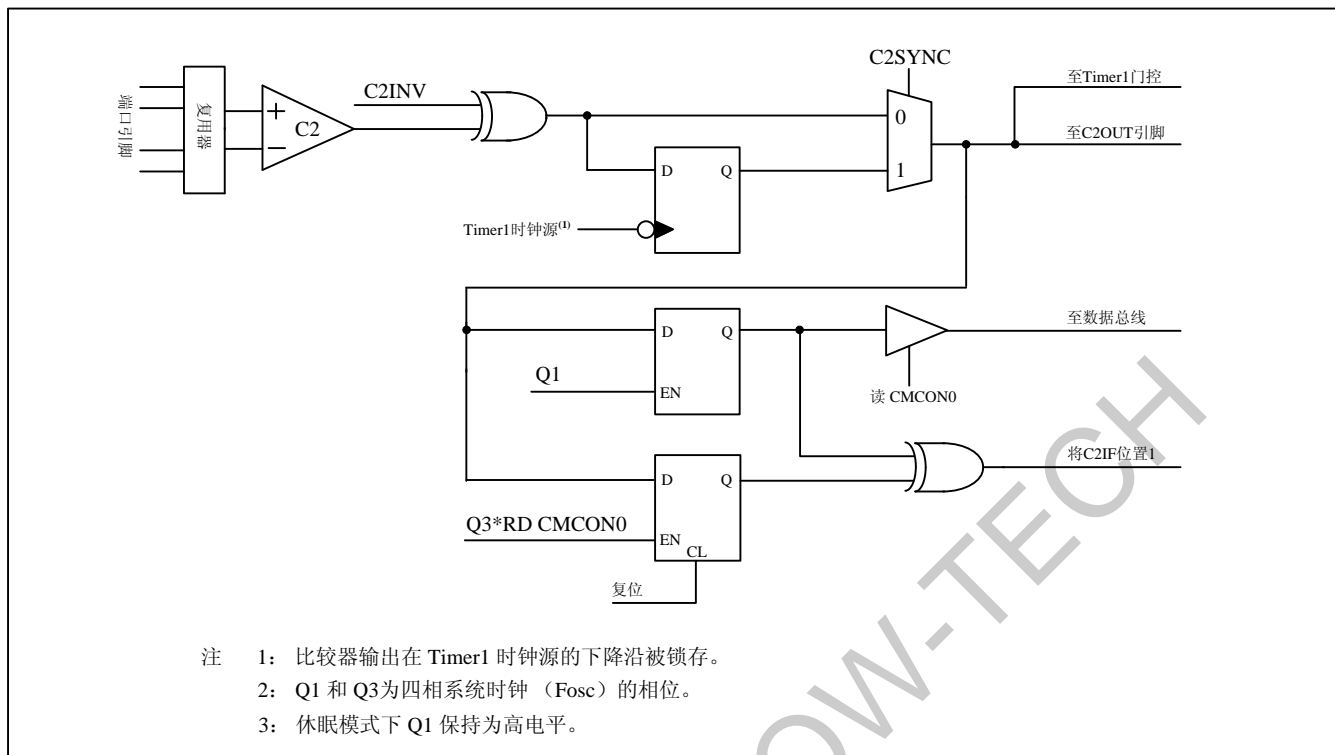 C2SYNC
至Timer1门控
端口引脚
复用器
+
C2
C2INV
0
至C2OUT引脚
1
D
Q
Timer1时钟源(1)
D
Q
至数据总线
Q1
EN
读 CMCON0
D
Q
将C2IF位置1
Q3*RD CMCON0
EN
CL
复位
注 1： 比较器输出在 Timer1 时钟源的下降沿被锁存。
2： Q1 和 Q3为四相系统时钟 （Fosc）的相位。
3： 休眠模式下 Q1 保持为高电平。
OW-TECH